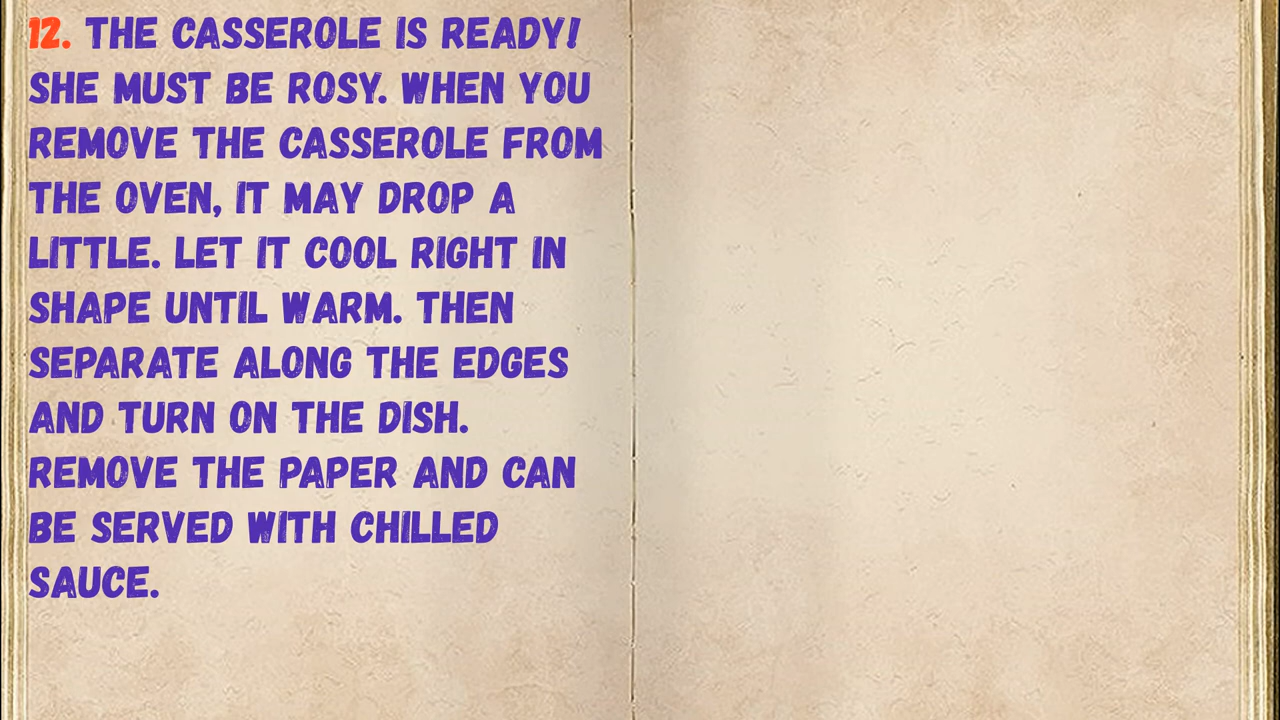 12. THE CASSEROLE IS READY!
SHE MUST BE ROSY. WHEN YOU
REMOVE THE CASSEROLE FROM
THE OVEN, IT MAY DROP A
LITTLE. LET IT COOL RIGHT IN
SHAPE UNTIL WARM. THEN
SEPARATE ALONG THE EDGES
AND TURN ON THE DISH.
REMOVE THE PAPER AND CAN
BE SERVED WITH CHILLED
SAUCE.